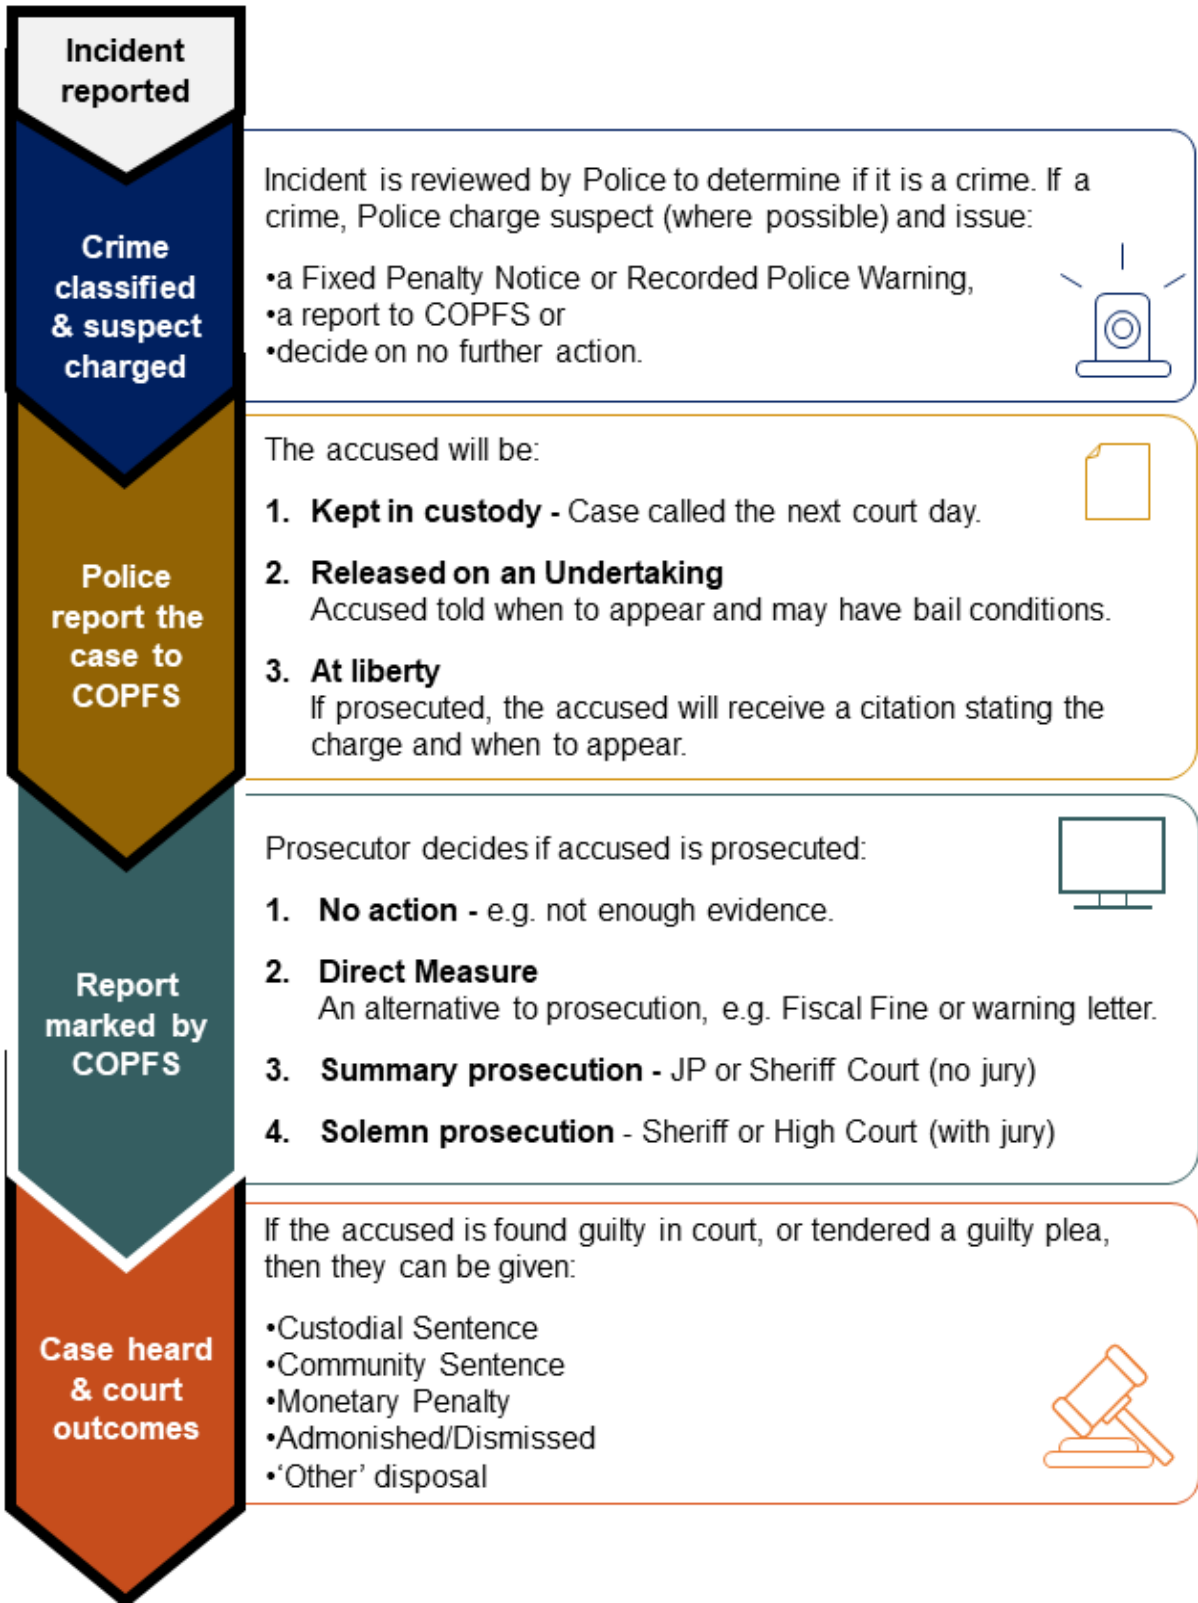 Incident
reported
Crime
classified
& suspect
charged
Incident is reviewed by Police to determine if it is a crime. If a
crime, Police charge suspect (where possible) and issue:
•a Fixed Penalty Notice or Recorded Police Warning,
•a report to COPFS or
•decide on no further action.
Police
report the
case to
COPFS
The accused will be:
1. Kept in custody - Case called the next court day.
2. Released on an Undertaking
Accused told when to appear and may have bail conditions.
3. At liberty
If prosecuted, the accused will receive a citation stating the
charge and when to appear.
Report
marked by
COPFS
Prosecutor decides if accused is prosecuted:
1. No action - e.g. not enough evidence.
2. Direct Measure
An alternative to prosecution, e.g. Fiscal Fine or warning letter.
3. Summary prosecution - JP or Sheriff Court (no jury)
4. Solemn prosecution - Sheriff or High Court (with jury)
Case heard
& court
outcomes
If the accused is found guilty in court, or tendered a guilty plea,
then they can be given:
•Custodial Sentence
•Community Sentence
•Monetary Penalty
•Admonished/Dismissed
•‘Other’ disposal